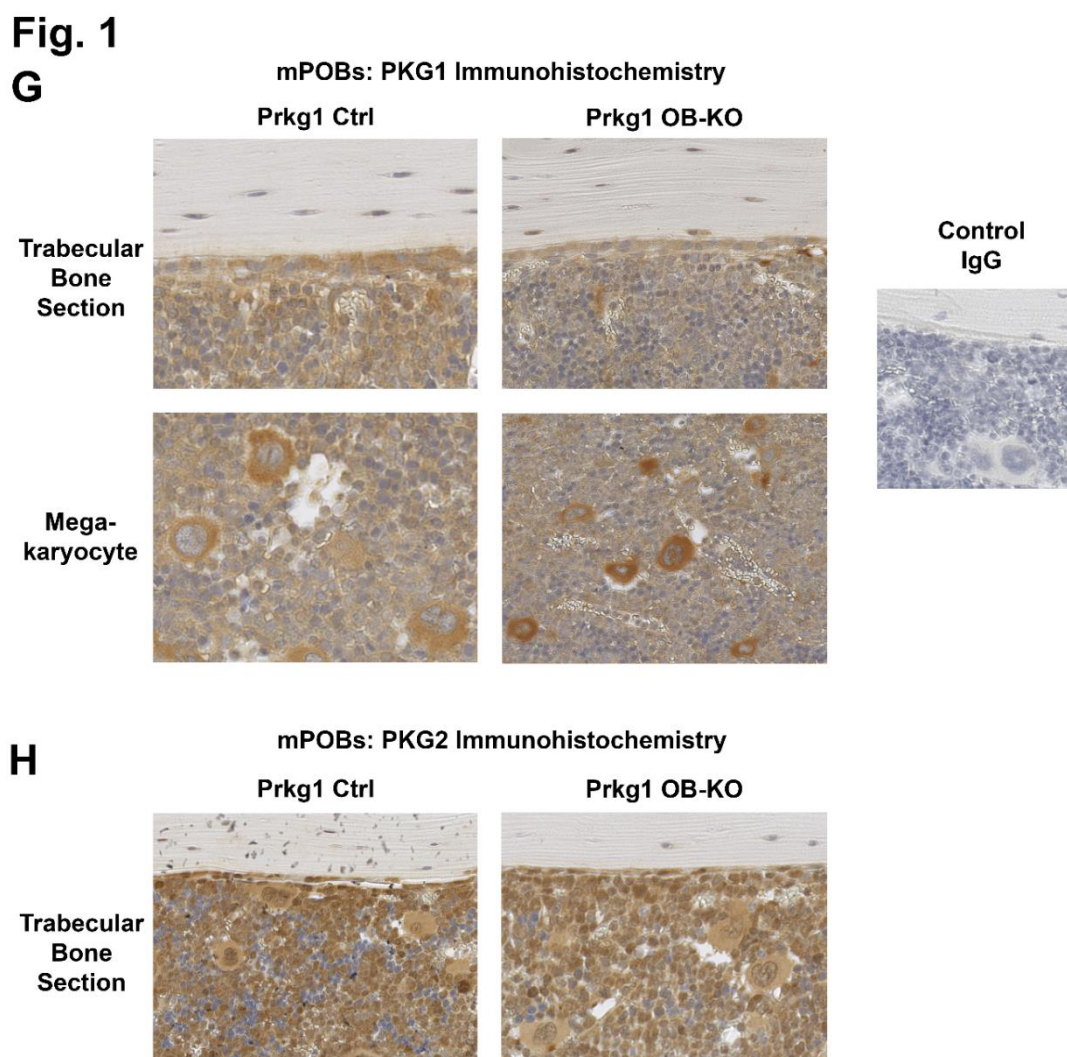 Fig. 1
G
mPOBs: PKG1 Immunohistochemistry
Prkg1 Ctrl
Prkg1 OB-KO
Trabecular
Bone
Section
Control
IgG
Mega-
karyocyte
H
mPOBs: PKG2 Immunohistochemistry
Prkg1 Ctrl
Prkg1 OB-KO
Trabecular
Bone
Section